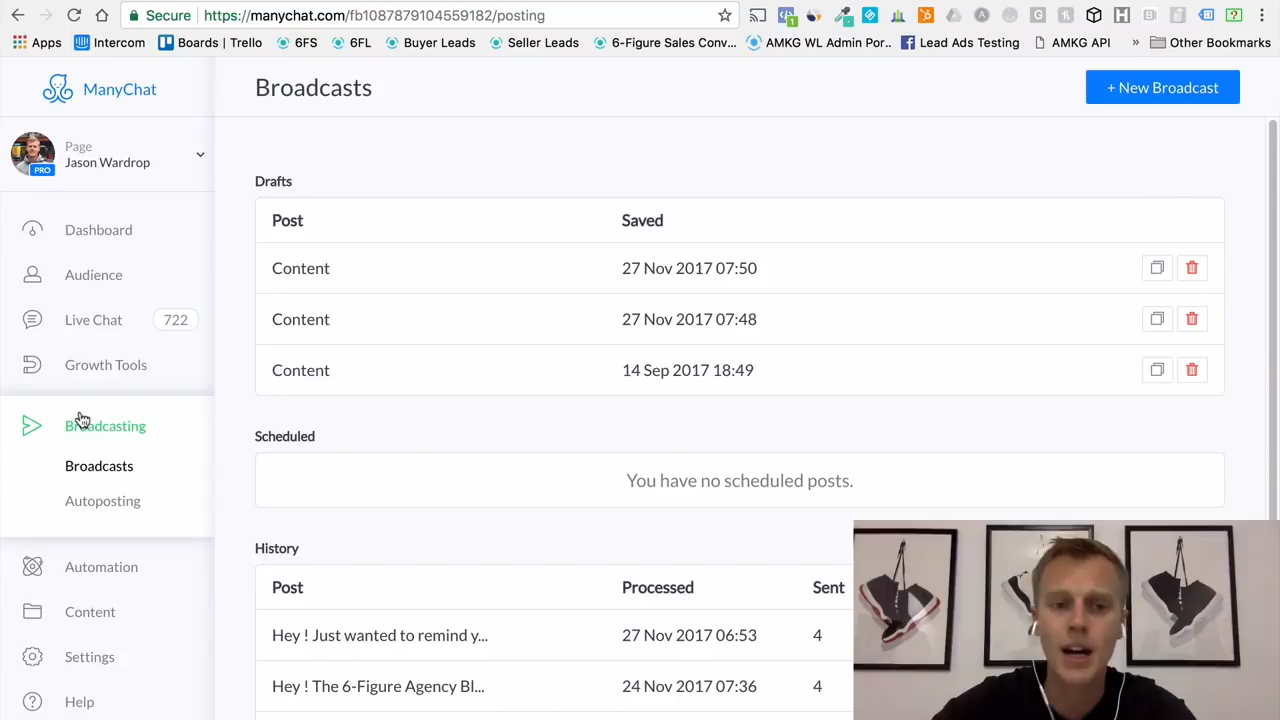 Secure https://manychat.com/fb1087879104559182/posting
Apps Intercom Boards | Trello 6FS 6FL Buyer Leads Seller Leads 6-Figure Sales Conv... AMKG WL Admin Por... Lead Ads Testing AMKG API » Other Bookmarks
ManyChat
Broadcasts
+ New Broadcast
Page
Jason Wardrop
PRO
Dashboard
Audience
Live Chat 722
Growth Tools
Broadcasting
Broadcasts
Autoposting
Automation
Content
Settings
Help
Drafts
Post Saved
Content 27 Nov 2017 07:50
Content 27 Nov 2017 07:48
Content 14 Sep 2017 18:49
Scheduled
You have no scheduled posts.
History
Post Processed Sent
Hey ! Just wanted to remind y... 27 Nov 2017 06:53 4
Hey ! The 6-Figure Agency Bl... 24 Nov 2017 07:36 4